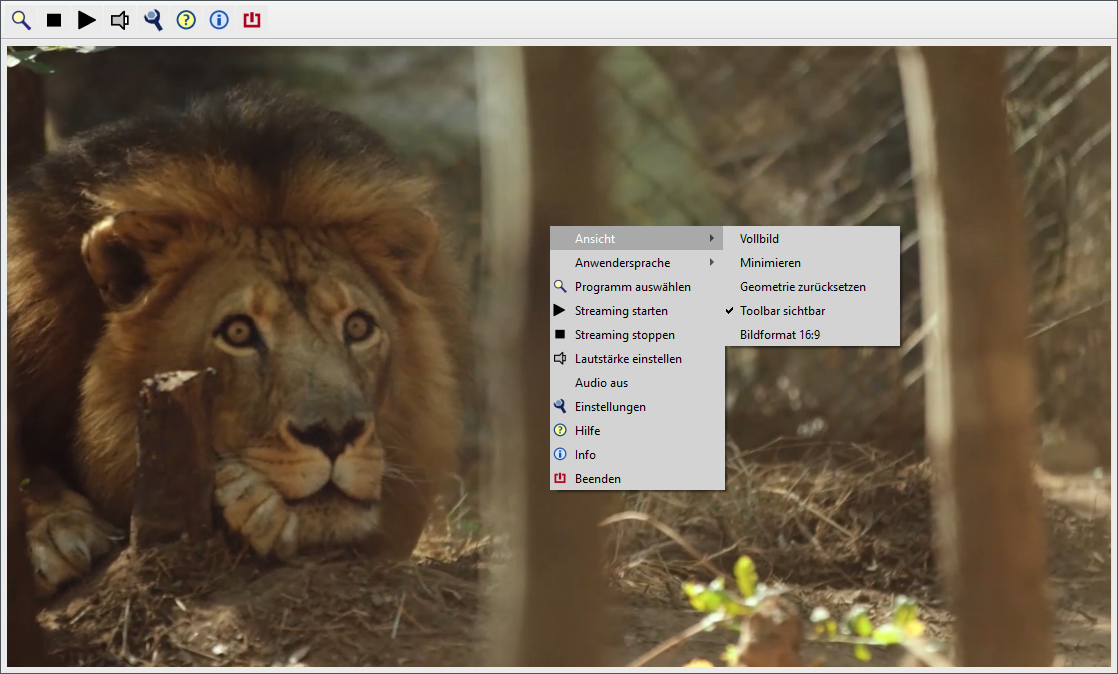 Ansicht
Anwendersprache
Programm auswählen
Streaming starten
Streaming stoppen
Lautstärke einstellen
Audio aus
Einstellungen
Hilfe
Info
Beenden
Vollbild
Minimieren
Geometrie zurücksetzen
Toolbar sichtbar
Bildformat 16:9